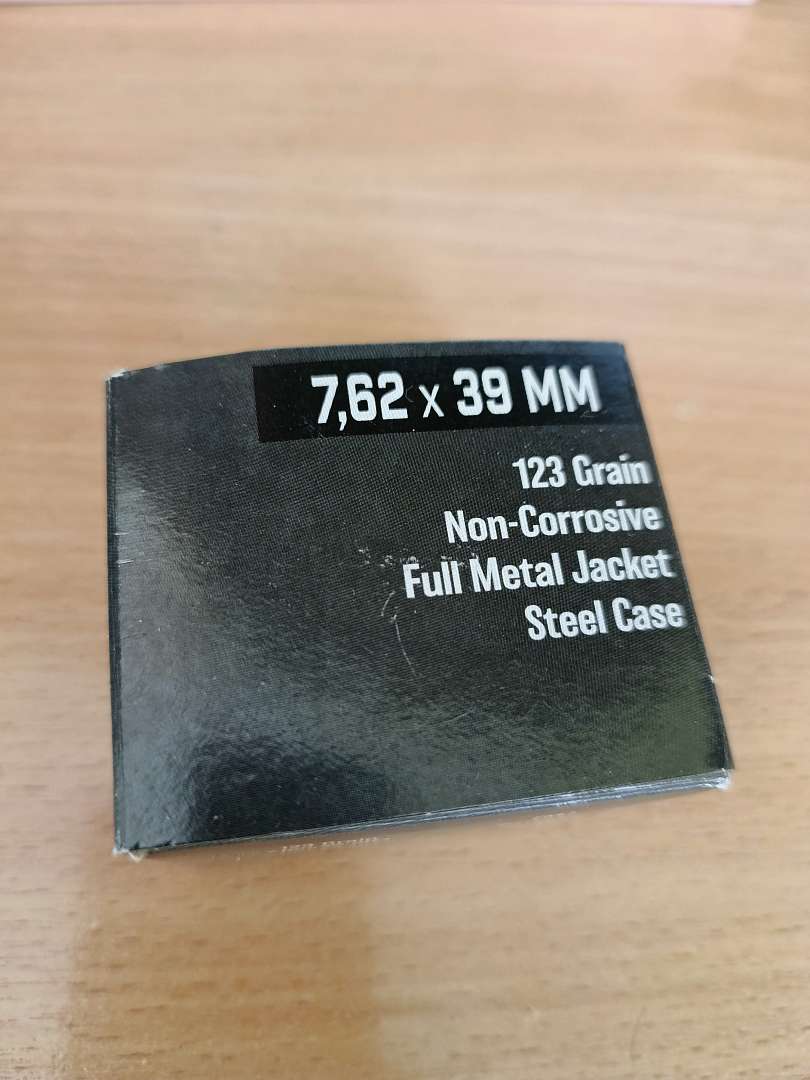 7,62 x 39 MM
123 Grain
Non-Corrosive
Full Metal Jacket
Steel Case